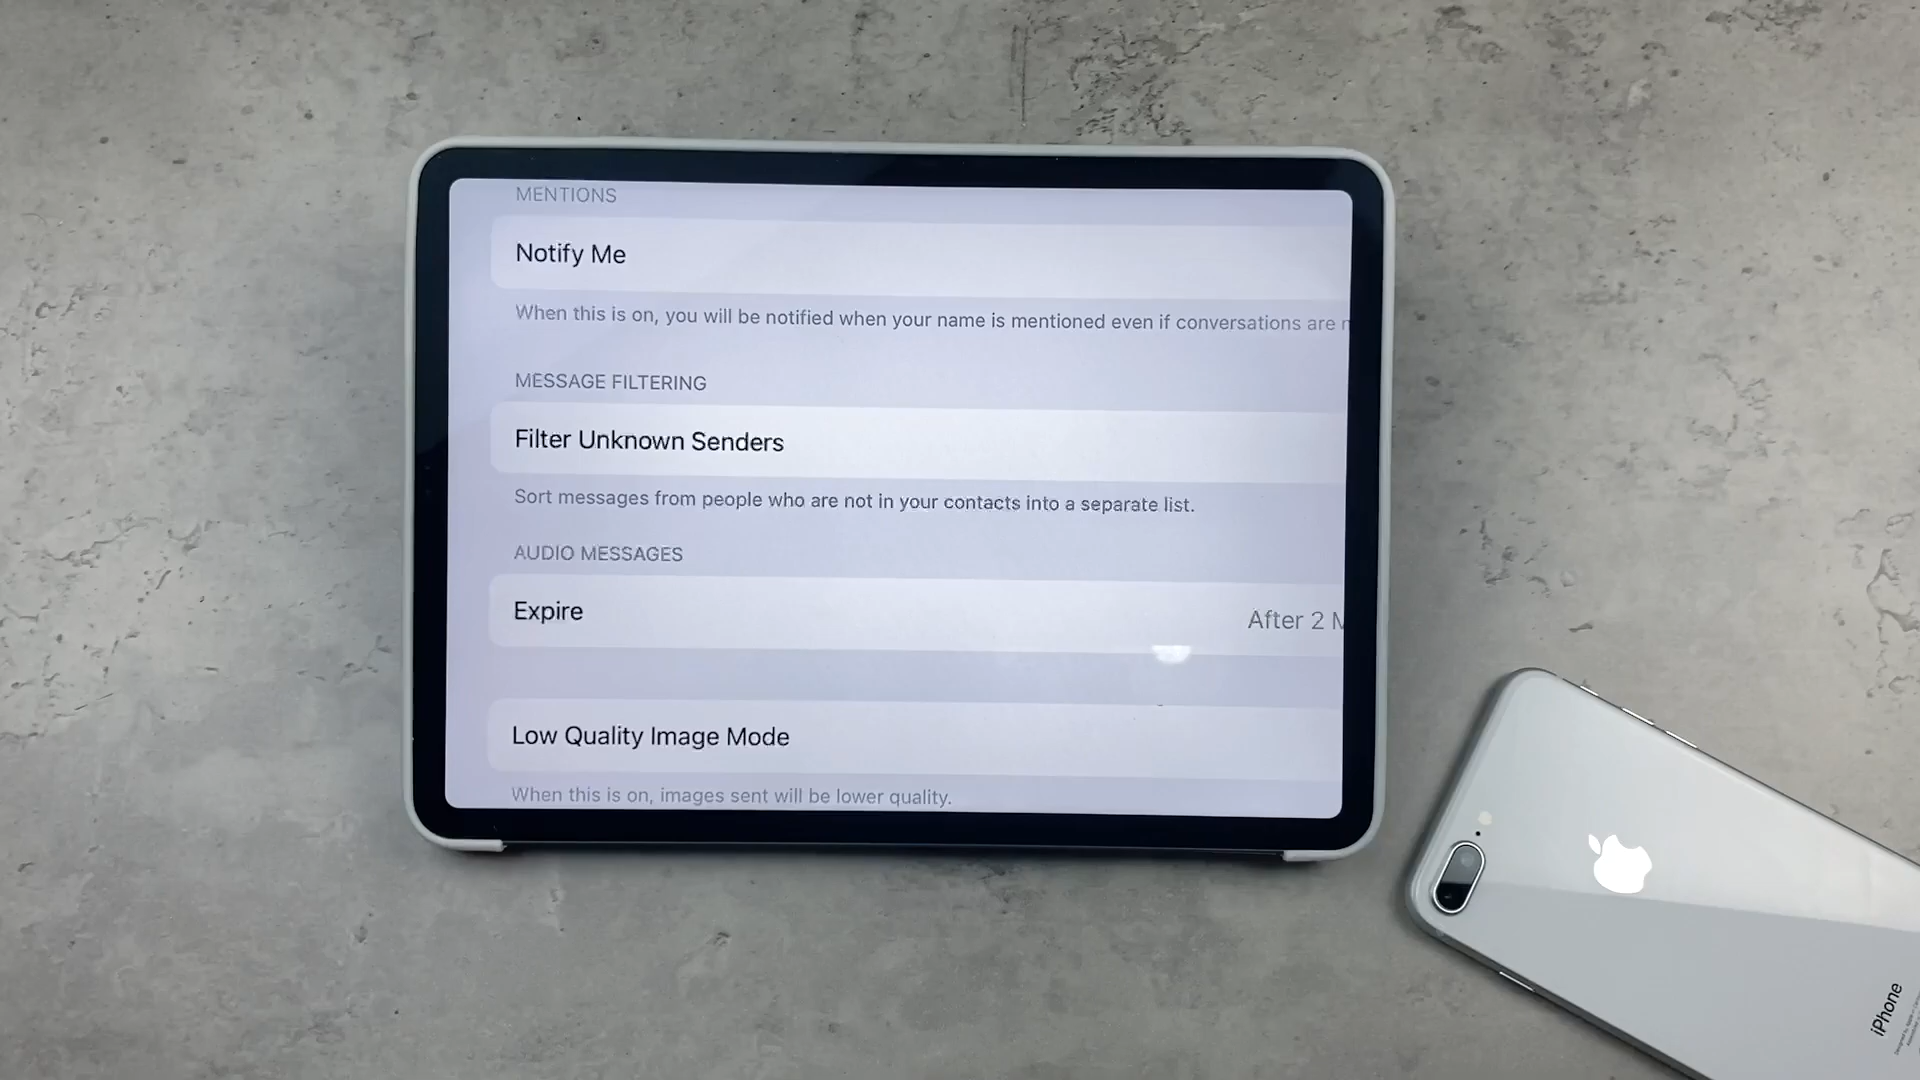 MENTIONS
Notify Me
When this is on, you will be notified when your name is mentioned even if conversations are
MESSAGE FILTERING
Filter Unknown Senders
Sort messages from people who are not in your contacts into a separate list.
AUDIO MESSAGES
Expire
After 2 M
Low Quality Image Mode
When this is on, images sent will be lower quality.
iPhone